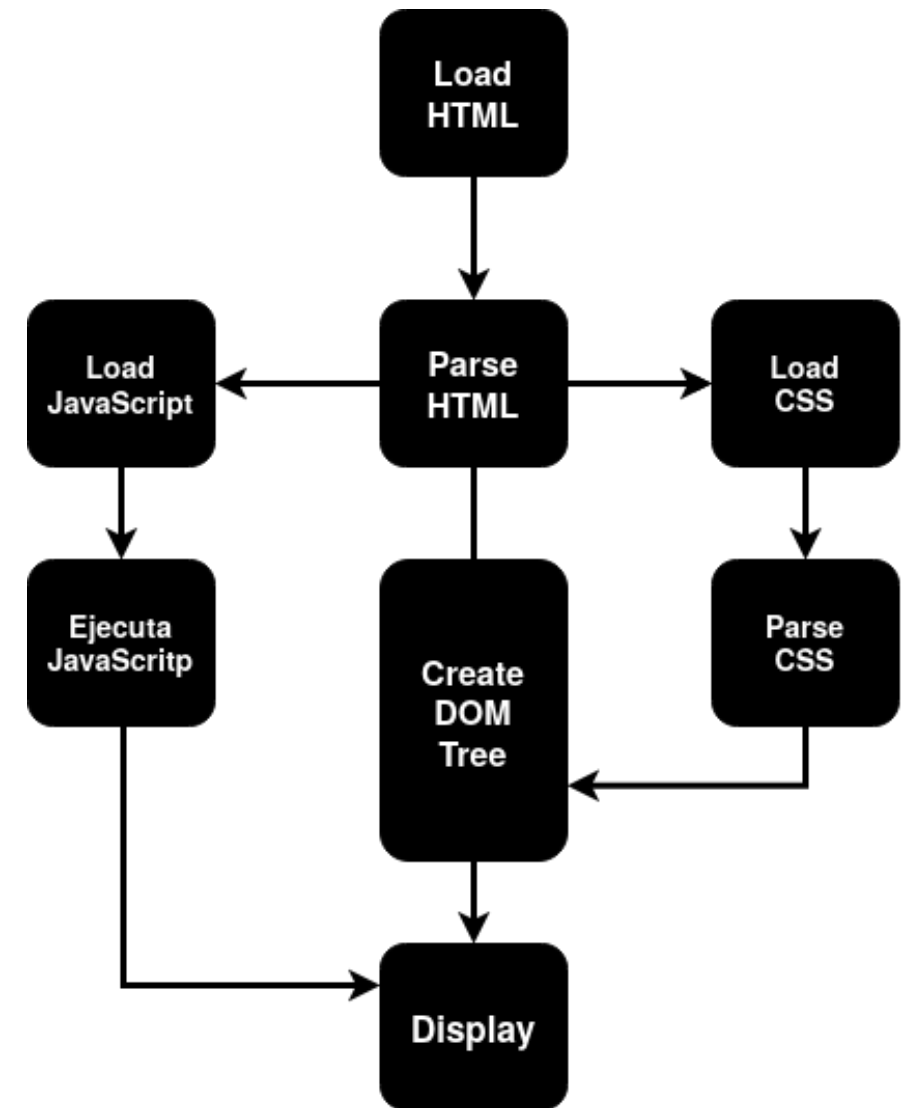 Load
HTML
Load
JavaScript
Parse
HTML
Load
CSS
Ejecuta
JavaScritp
Create
DOM
Tree
Parse
CSS
Display